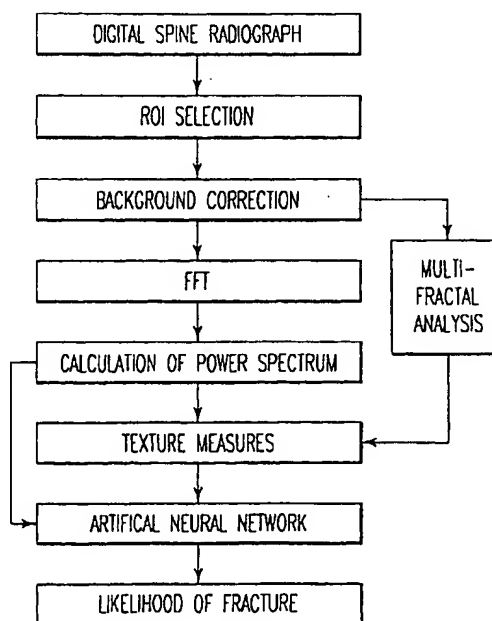 DIGITAL SPINE RADIOGRAPH
ROI SELECTION
BACKGROUND CORRECTION
FFT
MULTI-
FRACTAL
ANALYSIS
CALCULATION OF POWER SPECTRUM
TEXTURE MEASURES
ARTIFICAL NEURAL NETWORK
LIKELIHOOD OF FRACTURE